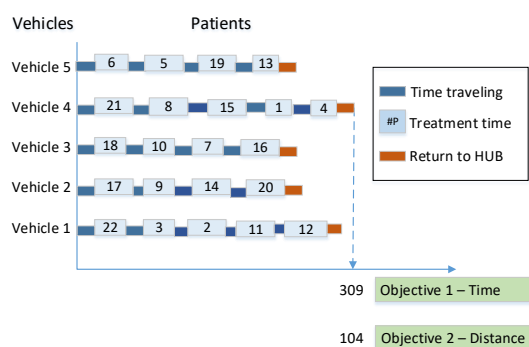 Vehicles Patients
Vehicle 5 6 5 19 13
Vehicle 4 21 8 15 1 4
Vehicle 3 18 10 7 16
Vehicle 2 17 9 14 20
Vehicle 1 22 3 2 11 12
Time traveling
#P Treatment time
Return to HUB
309 Objective 1 – Time
104 Objective 2 – Distance